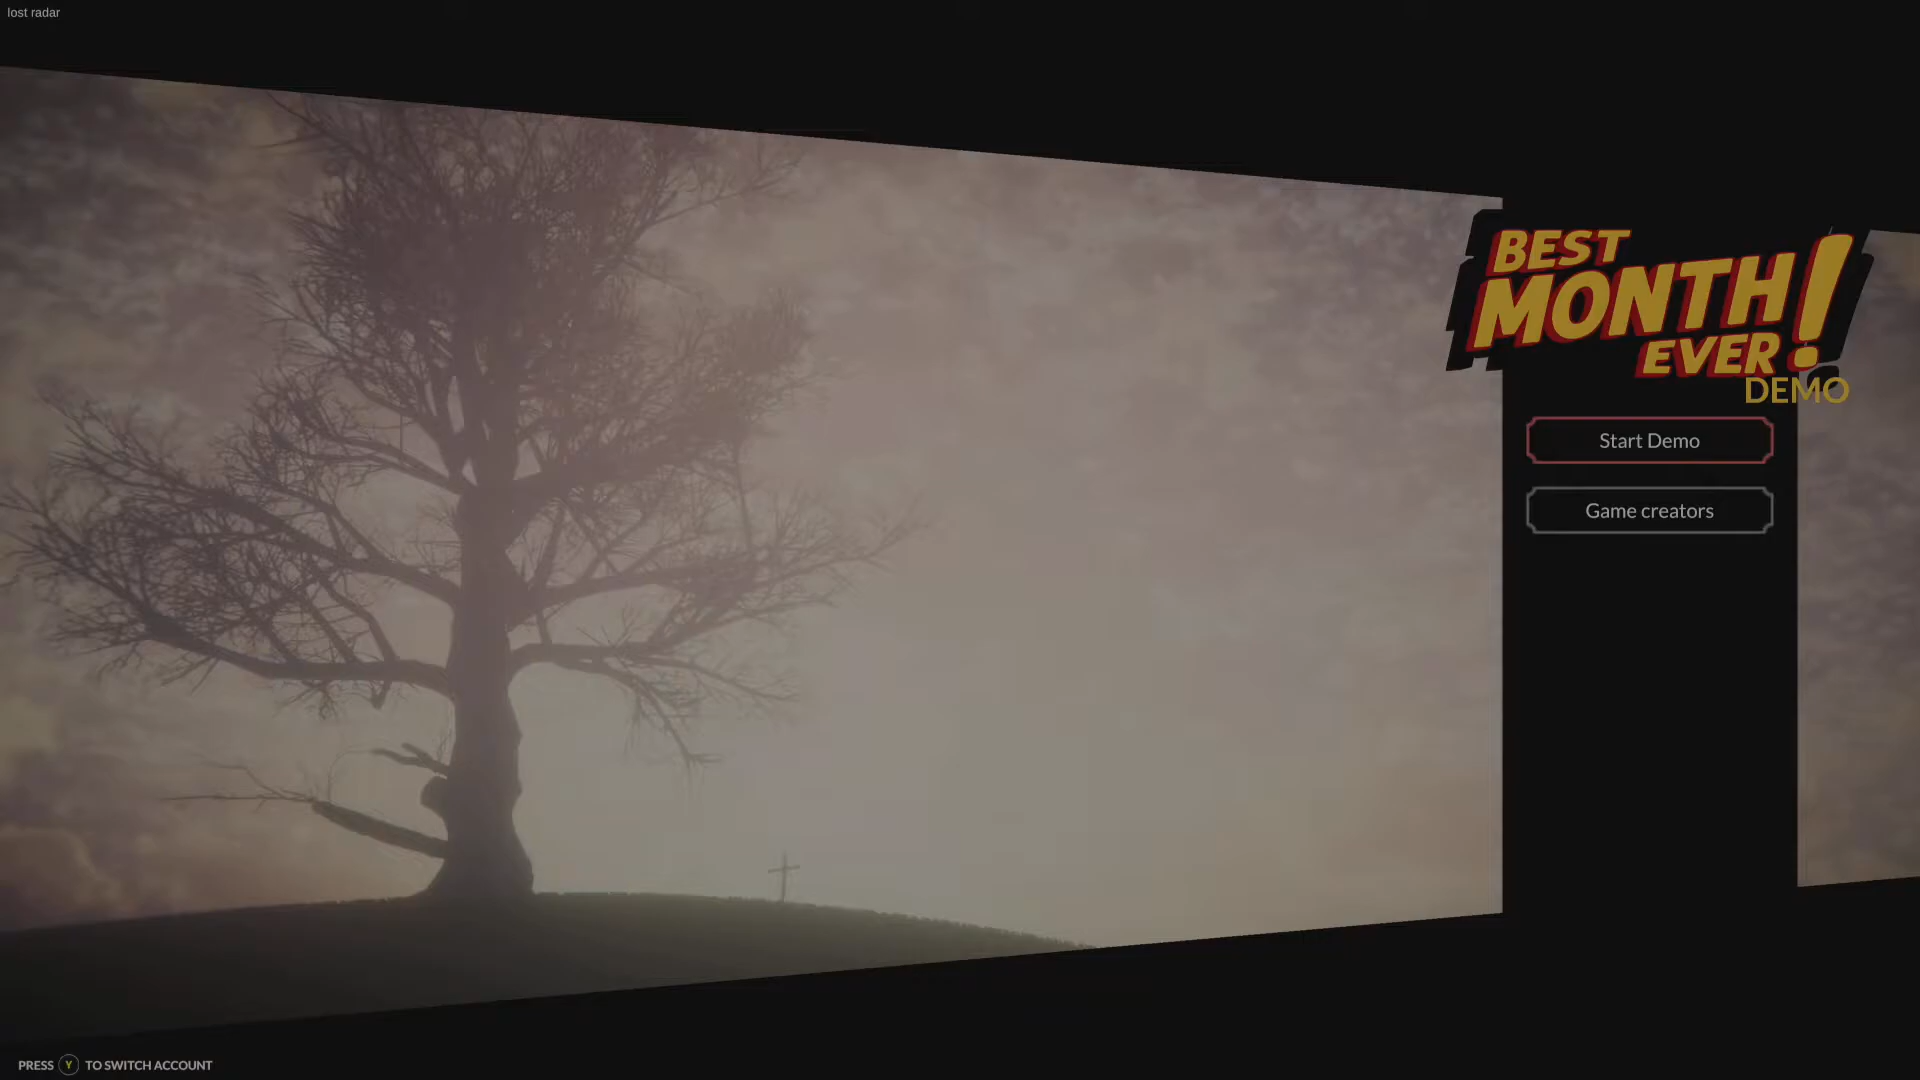 lost radar
BEST
MONTH
EVER!
DEMO
Start Demo
Game creators
PRESS Y TO SWITCH ACCOUNT